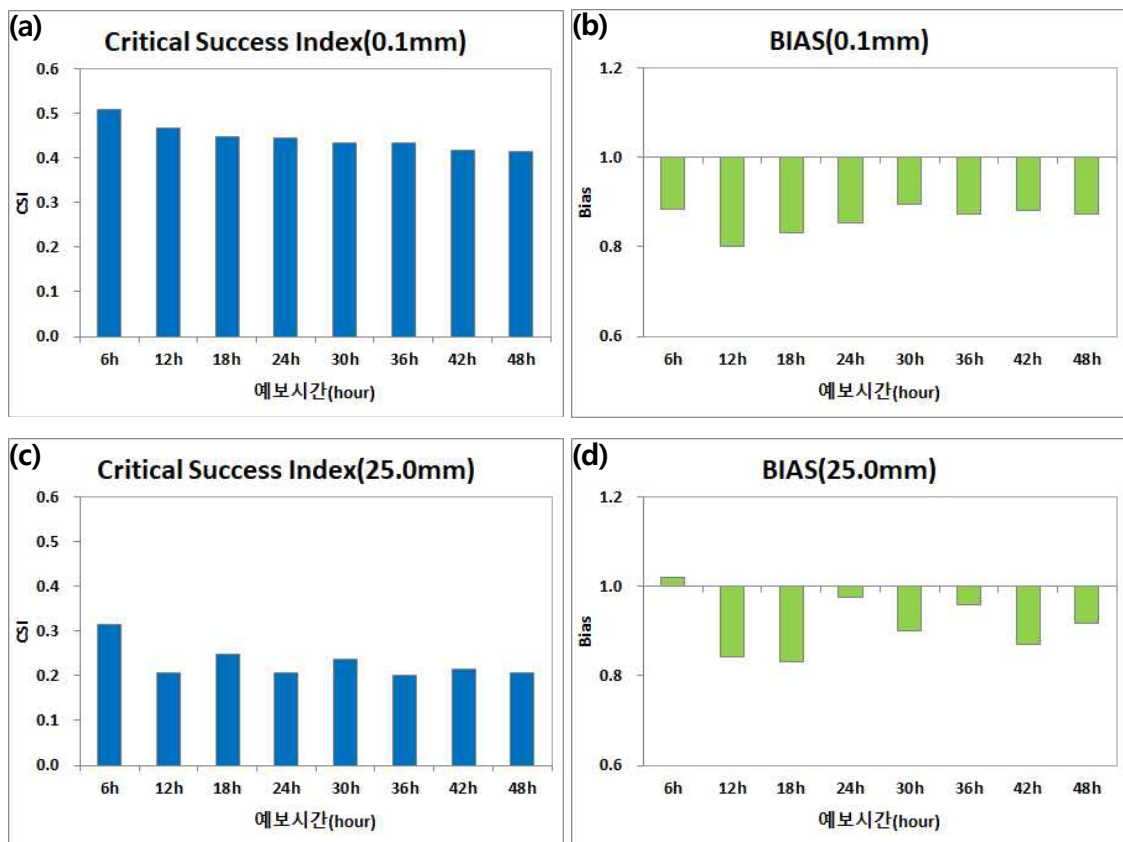 (a)
Critical Success Index(0.1mm)
0.6
0.5
0.4
0.3
0.2
0.1
0.0
CSI
6h 12h 18h 24h 30h 36h 42h 48h
예보시간(hour)
(b)
BIAS(0.1mm)
1.2
1.0
0.8
0.6
Bias
6h 12h 18h 24h 30h 36h 42h 48h
예보시간(hour)
(c)
Critical Success Index(25.0mm)
0.6
0.5
0.4
0.3
0.2
0.1
0.0
CSI
6h 12h 18h 24h 30h 36h 42h 48h
예보시간(hour)
(d)
BIAS(25.0mm)
1.2
1.0
0.8
0.6
Bias
6h 12h 18h 24h 30h 36h 42h 48h
예보시간(hour)